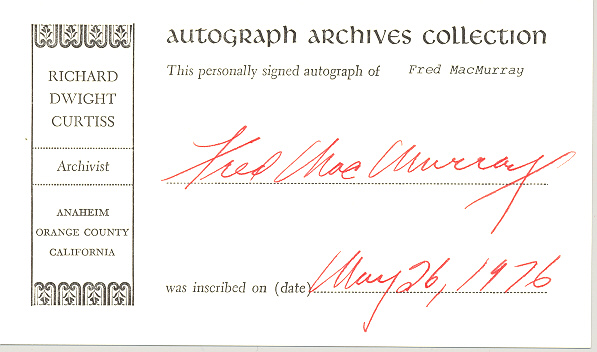 AUTOGRAPH ARCHIVES COLLECTION
This personally signed autograph of Fred MacMurray
Fred MacMurray
was inscribed on (date) May 26, 1976
RICHARD
DWIGHT
CURTISS
Archivist
ANAHEIM
ORANGE COUNTY
CALIFORNIA